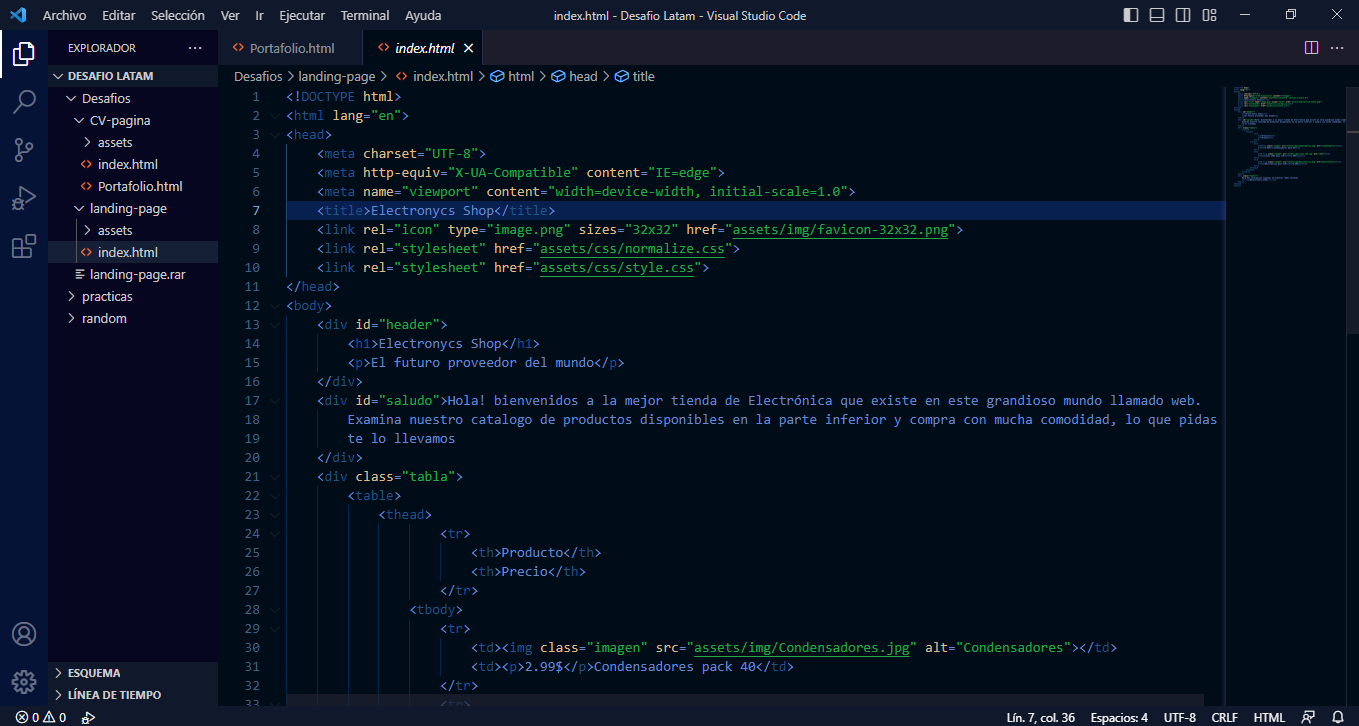 Archivo Editar Selección Ver Ir Ejecutar Terminal Ayuda index.html - Desafio Latam - Visual Studio Code
EXPLORADOR ···
DESAFIO LATAM
Desafios
CV-pagina
assets
index.html
Portafolio.html
landing-page
assets
index.html
landing-page.rar
practicas
random
ESQUEMA
LÍNEA DE TIEMPO
Portafolio.html index.html
Desafios > landing-page > index.html > html > head > title
1 <!DOCTYPE html>
2 <html lang="en">
3 <head>
4 <meta charset="UTF-8">
5 <meta http-equiv="X-UA-Compatible" content="IE=edge">
6 <meta name="viewport" content="width=device-width, initial-scale=1.0">
7 <title>Electronycs Shop</title>
8 <link rel="icon" type="image.png" sizes="32x32" href="assets/img/favicon-32x32.png">
9 <link rel="stylesheet" href="assets/css/normalize.css">
10 <link rel="stylesheet" href="assets/css/style.css">
11 </head>
12 <body>
13 <div id="header">
14 <h1>Electronycs Shop</h1>
15 <p>El futuro proveedor del mundo</p>
16 </div>
17 <div id="saludo">Hola! bienvenidos a la mejor tienda de Electrónica que existe en este grandioso mundo llamado web.
18 Examina nuestro catalogo de productos disponibles en la parte inferior y compra con mucha comodidad, lo que pidas
19 te lo llevamos
20 </div>
21 <div class="tabla">
22 <table>
23 <thead>
24 <tr>
25 <th>Producto</th>
26 <th>Precio</th>
27 </tr>
28 <tbody>
29 <tr>
30 <td><img class="imagen" src="assets/img/Condensadores.jpg" alt="Condensadores"></td>
31 <td><p>2.99$</p>Condensadores pack 40</td>
32 </tr>
33 <tr>
0 0 Lín. 7, col. 36 Espacios: 4 UTF-8 CRLF HTML